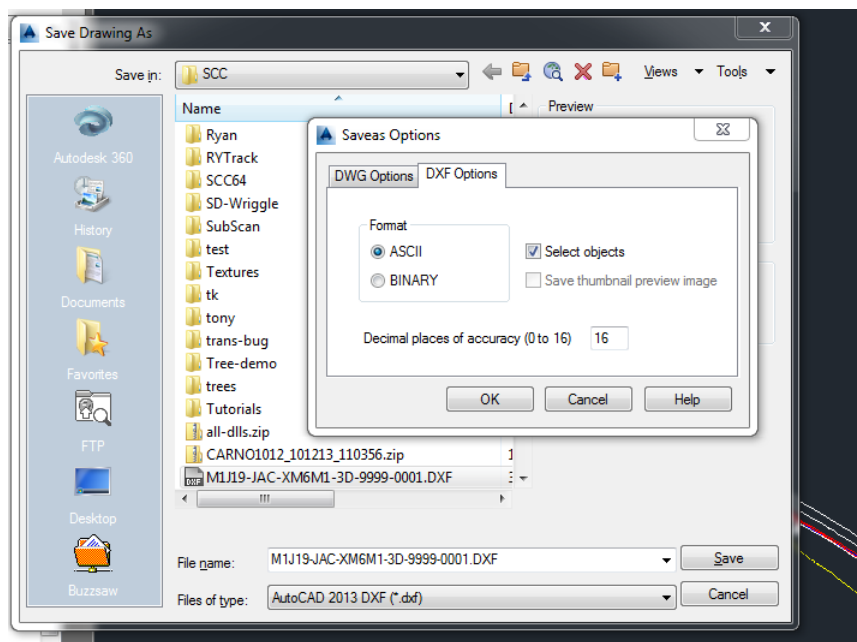 Save Drawing As
x
Save in:
SCC
Views
Tools
Autodesk 360
History
Documents
Favorites
FTP
Desktop
Buzzsaw
Name
Ryan
RYTrack
SCC64
SD-Wriggle
SubScan
test
Textures
tk
tony
trans-bug
Tree-demo
trees
Tutorials
all-dlls.zip
CARNO1012_101213_110356.zip
DXF M1J19-JAC-XM6M1-3D-9999-0001.DXF
Preview
Saveas Options
DWG Options DXF Options
Format
ASCII
BINARY
Select objects
Save thumbnail preview image
Decimal places of accuracy (0 to 16) 16
OK Cancel Help
File name: M1J19-JAC-XM6M1-3D-9999-0001.DXF Save
Files of type: AutoCAD 2013 DXF (*.dxf) Cancel